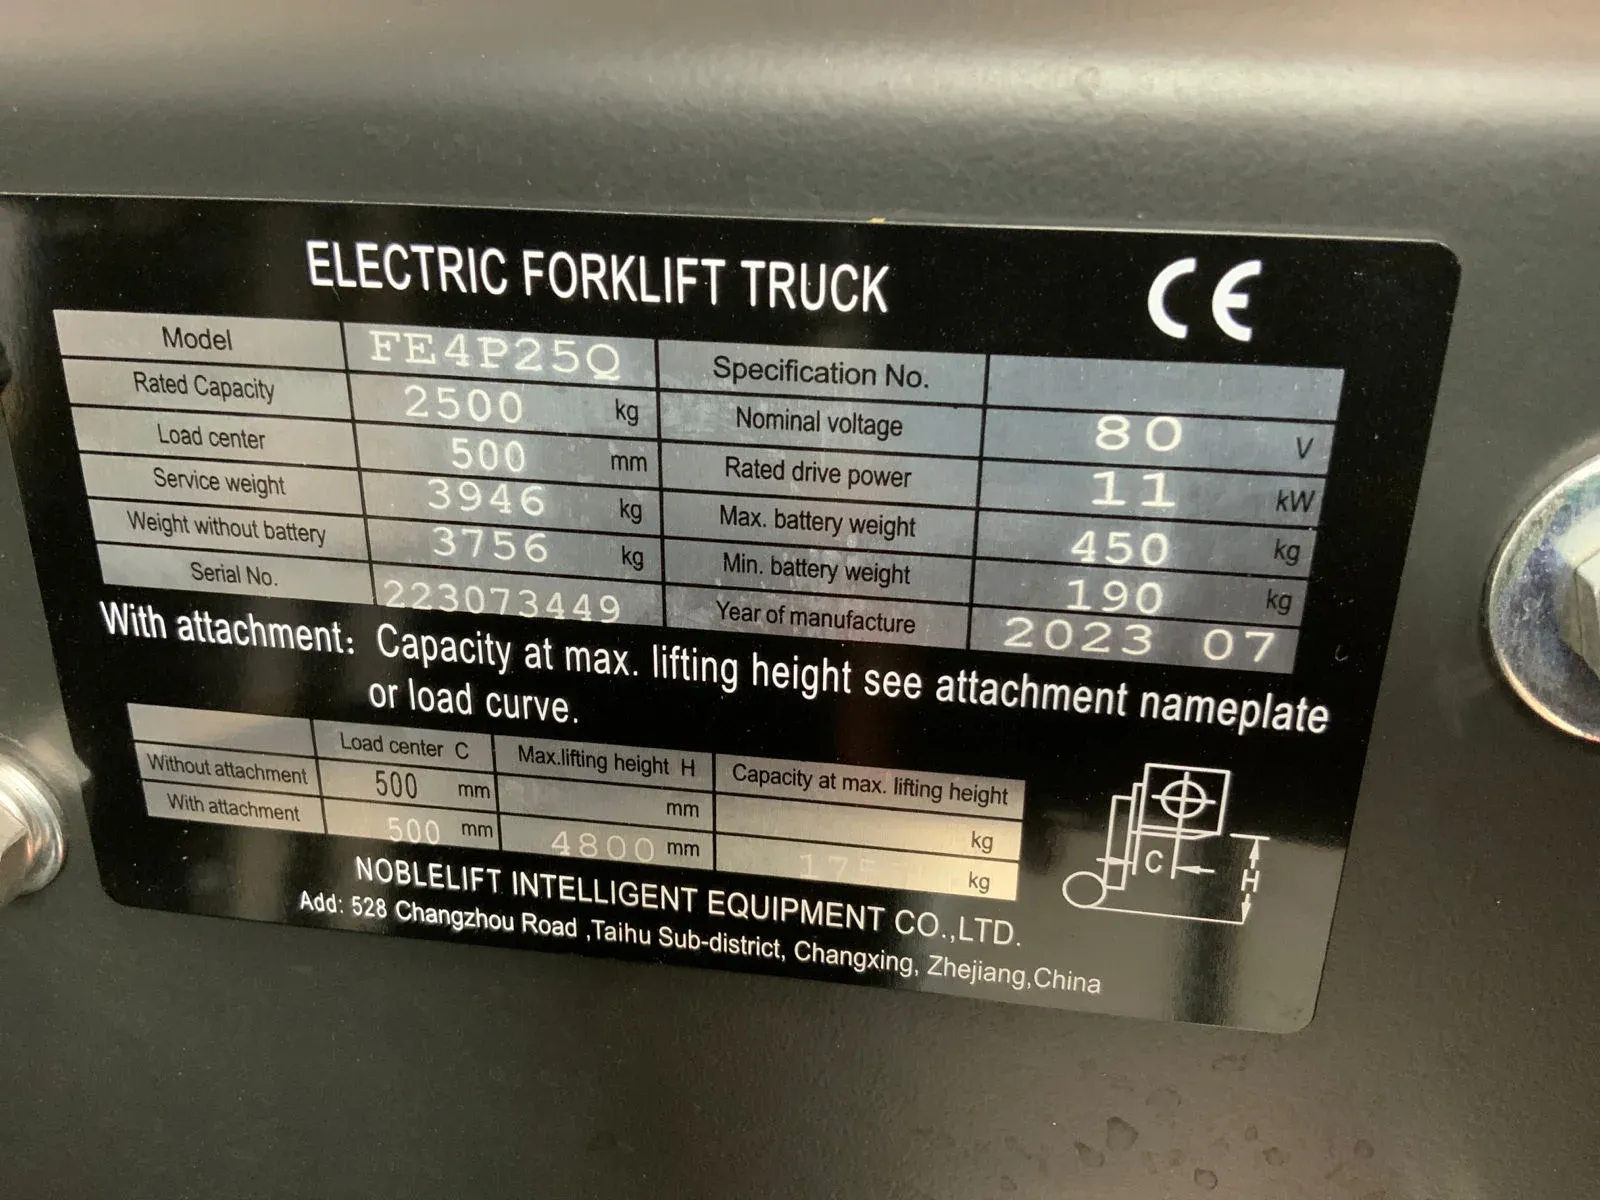 ELECTRIC FORKLIFT TRUCK CE
Model FE4P25Q Specification No.
Rated Capacity 2500 kg Nominal voltage 80 V
Load center 500 mm Rated drive power 11 kW
Service weight 3946 kg Max. battery weight 450 kg
Weight without battery 3756 kg Min. battery weight 190 kg
Serial No. 223073449 Year of manufacture 2023 07
With attachment: Capacity at max. lifting height see attachment nameplate
or load curve.
Load center C Max.lifting height H Capacity at max. lifting height
Without attachment 500 mm mm kg
With attachment 500 mm 4800 mm kg
C H
NOBLELIFT INTELLIGENT EQUIPMENT CO.,LTD.
Add: 528 Changzhou Road ,Taihu Sub-district, Changxing, Zhejiang,China